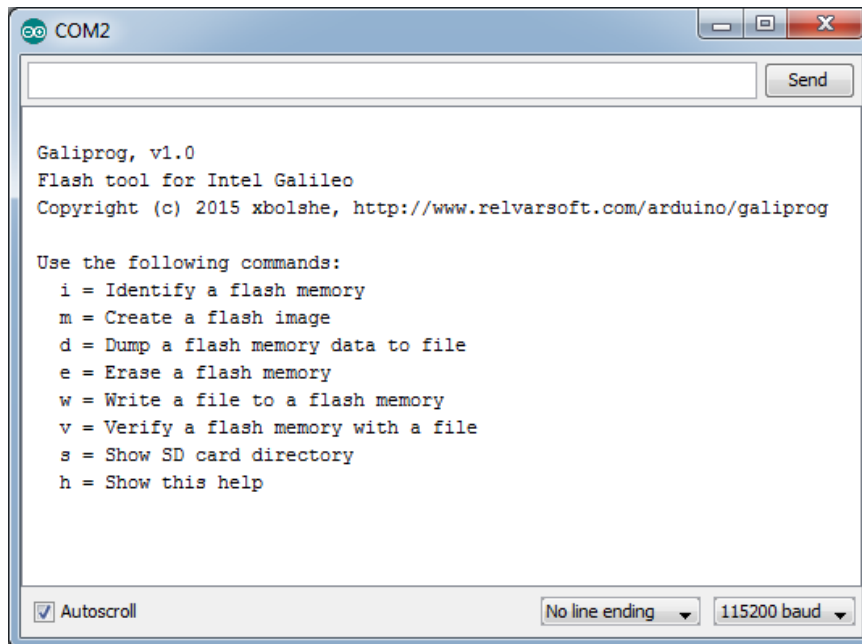 COM2
Send
Galiprog, v1.0
Flash tool for Intel Galileo
Copyright (c) 2015 xbolshe, http://www.relvarsoft.com/arduino/galiprog
Use the following commands:
i = Identify a flash memory
m = Create a flash image
d = Dump a flash memory data to file
e = Erase a flash memory
w = Write a file to a flash memory
v = Verify a flash memory with a file
s = Show SD card directory
h = Show this help
Autoscroll No line ending 115200 baud